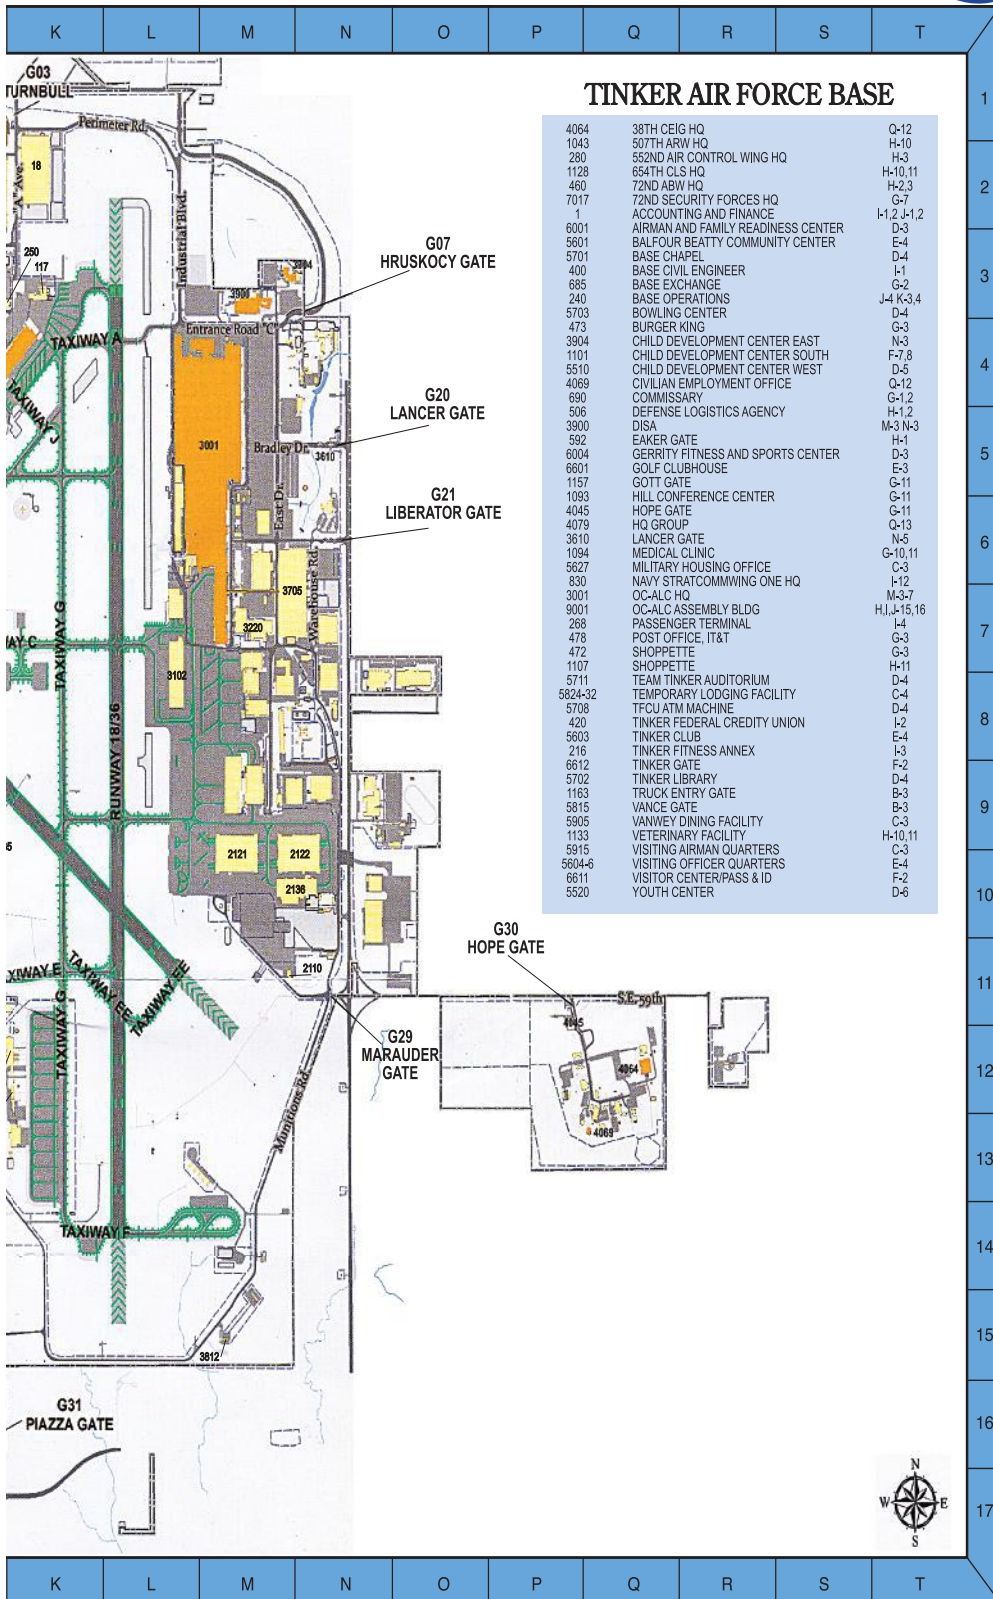 K L M N O P Q R S T
1
2
3
4
5
6
7
8
9
10
11
12
13
14
15
16
17
TINKER AIR FORCE BASE
4064 38TH CEIG HQ Q-12
1043 507TH ARW HQ H-10
280 552ND AIR CONTROL WING HQ H-3
1128 654TH CLS HQ H-10,11
460 72ND ABW HQ H-2,3
7017 72ND SECURITY FORCES HQ G-7
1 ACCOUNTING AND FINANCE I-1,2 J-1,2
6001 AIRMAN AND FAMILY READINESS CENTER D-3
5601 BALFOUR BEATTY COMMUNITY CENTER E-4
5701 BASE CHAPEL D-4
400 BASE CIVIL ENGINEER I-1
685 BASE EXCHANGE G-2
240 BASE OPERATIONS J-4 K-3,4
5703 BOWLING CENTER D-4
473 BURGER KING G-3
3904 CHILD DEVELOPMENT CENTER EAST N-3
1101 CHILD DEVELOPMENT CENTER SOUTH F-7,8
5510 CHILD DEVELOPMENT CENTER WEST D-5
4069 CIVILIAN EMPLOYMENT OFFICE Q-12
690 COMMISSARY G-1,2
506 DEFENSE LOGISTICS AGENCY H-1,2
3900 DISA M-3 N-3
592 EAKER GATE H-1
6004 GERRITY FITNESS AND SPORTS CENTER D-3
6601 GOLF CLUBHOUSE E-3
1157 GOTT GATE G-11
1093 HILL CONFERENCE CENTER G-11
4045 HOPE GATE G-11
4079 HQ GROUP Q-13
3610 LANCER GATE N-5
1094 MEDICAL CLINIC G-10,11
5627 MILITARY HOUSING OFFICE C-3
830 NAVY STRATCOMMWING ONE HQ I-12
3001 OC-ALC HQ M-3-7
9001 OC-ALC ASSEMBLY BLDG H,I,J-15,16
268 PASSENGER TERMINAL I-4
478 POST OFFICE, IT&T G-3
472 SHOPPETTE G-3
1107 SHOPPETTE H-11
5711 TEAM TINKER AUDITORIUM D-4
5824-32 TEMPORARY LODGING FACILITY C-4
5708 TFCU ATM MACHINE D-4
420 TINKER FEDERAL CREDIT UNION I-2
5603 TINKER CLUB E-4
216 TINKER FITNESS ANNEX I-3
6612 TINKER GATE F-2
5702 TINKER LIBRARY D-4
1163 TRUCK ENTRY GATE B-3
5815 VANCE GATE B-3
5905 VANWEY DINING FACILITY C-3
1133 VETERINARY FACILITY H-10,11
5915 VISITING AIRMAN QUARTERS C-3
5604-6 VISITING OFFICER QUARTERS E-4
6611 VISITOR CENTER/PASS & ID F-2
5520 YOUTH CENTER D-6
G03
TURNBULL
Perimeter Rd.
18
"A" Ave.
Industrial Blvd.
250
117
G07
HRUSKOCY GATE
3904
3900
Entrance Road "C"
TAXIWAY A
TAXIWAY J
G20
LANCER GATE
3001
Bradley Dr.
3610
East Dr.
G21
LIBERATOR GATE
Warehouse Rd.
3705
3220
AY C
TAXIWAY G
3102
RUNWAY 18/36
2121
2122
2136
2110
G30
HOPE GATE
S.E. 59th
XIWAY E
TAXIWAY EE
TAXIWAY EE
TAXIWAY G
G29
MARAUDER
GATE
4045
4064
4069
Munitions Rd.
TAXIWAY F
3812
G31
PIAZZA GATE
N
W E
S
K L M N O P Q R S T